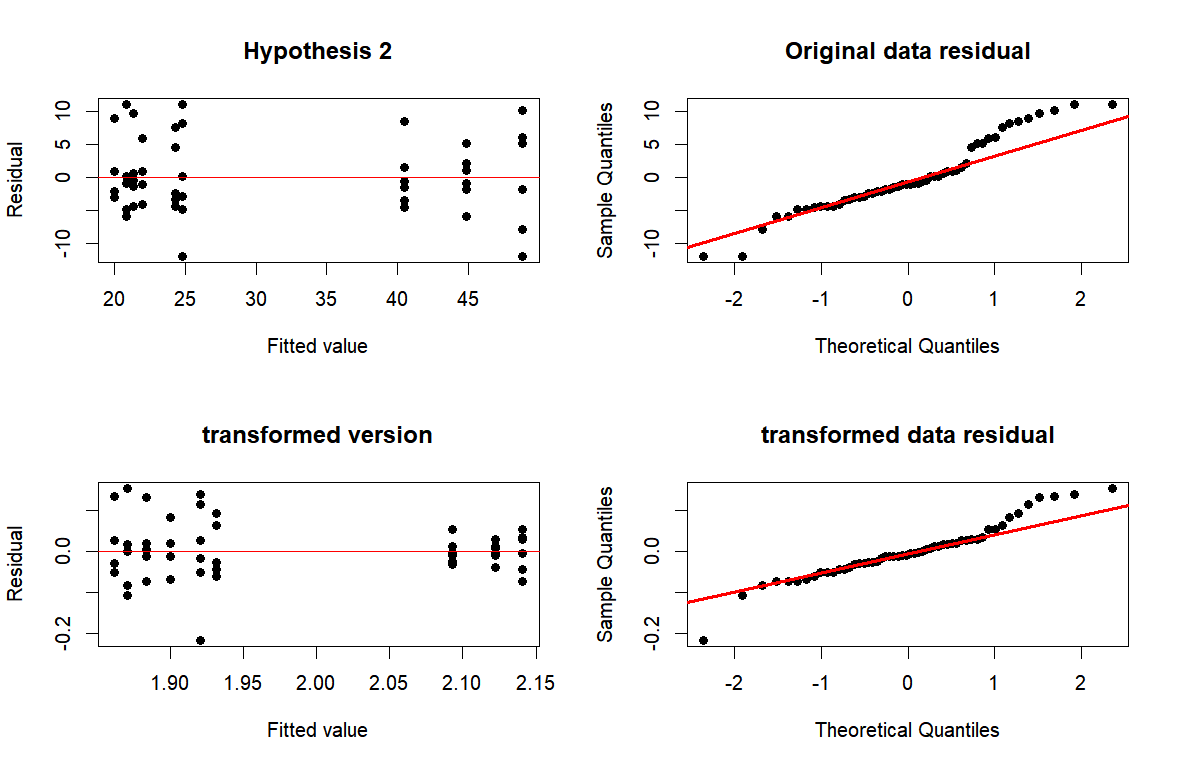 Hypothesis 2
Residual
10
5
0
-10
20 25 30 35 40 45
Fitted value
Original data residual
Sample Quantiles
10
5
0
-10
-2 -1 0 1 2
Theoretical Quantiles
transformed version
Residual
0.0
-0.2
1.90 1.95 2.00 2.05 2.10 2.15
Fitted value
transformed data residual
Sample Quantiles
0.0
-0.2
-2 -1 0 1 2
Theoretical Quantiles